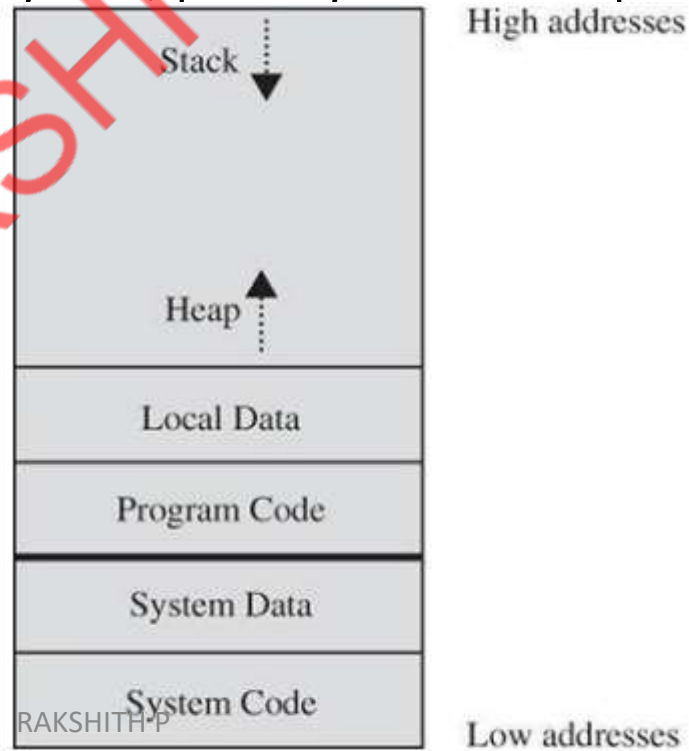 High addresses
Stack
Heap
Local Data
Program Code
System Data
System Code
RAKSHITH P
Low addresses